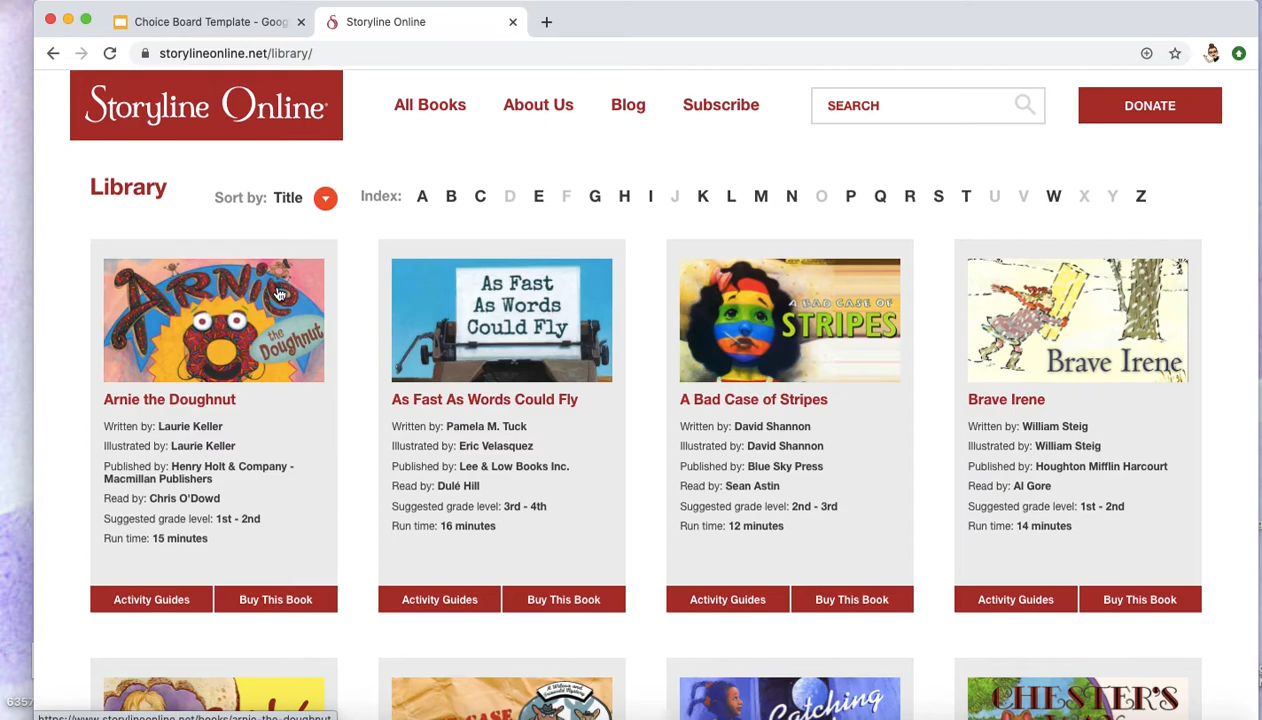 Choice Board Template - Goog
Storyline Online
storylineonline.net/library/
Storyline Online®
All Books
About Us
Blog
Subscribe
SEARCH
DONATE
Library
Sort by: Title
Index: A B C D E F G H I J K L M N O P Q R S T U V W X Y Z
ARNIE
the
Doughnut
Arnie the Doughnut
Written by: Laurie Keller
Illustrated by: Laurie Keller
Published by: Henry Holt & Company -
Macmillan Publishers
Read by: Chris O'Dowd
Suggested grade level: 1st - 2nd
Run time: 15 minutes
Activity Guides
Buy This Book
As Fast
As Words
Could Fly
As Fast As Words Could Fly
Written by: Pamela M. Tuck
Illustrated by: Eric Velasquez
Published by: Lee & Low Books Inc.
Read by: Dulé Hill
Suggested grade level: 3rd - 4th
Run time: 16 minutes
Activity Guides
Buy This Book
A BAD CASE OF
STRIPES
A Bad Case of Stripes
Written by: David Shannon
Illustrated by: David Shannon
Published by: Blue Sky Press
Read by: Sean Astin
Suggested grade level: 2nd - 3rd
Run time: 12 minutes
Activity Guides
Buy This Book
Brave Irene
Brave Irene
Written by: William Steig
Illustrated by: William Steig
Published by: Houghton Mifflin Harcourt
Read by: Al Gore
Suggested grade level: 1st - 2nd
Run time: 14 minutes
Activity Guides
Buy This Book
Catching
CHESTER'S
6357
https://www.storylineonline.net/books/arnie-the-doughnut